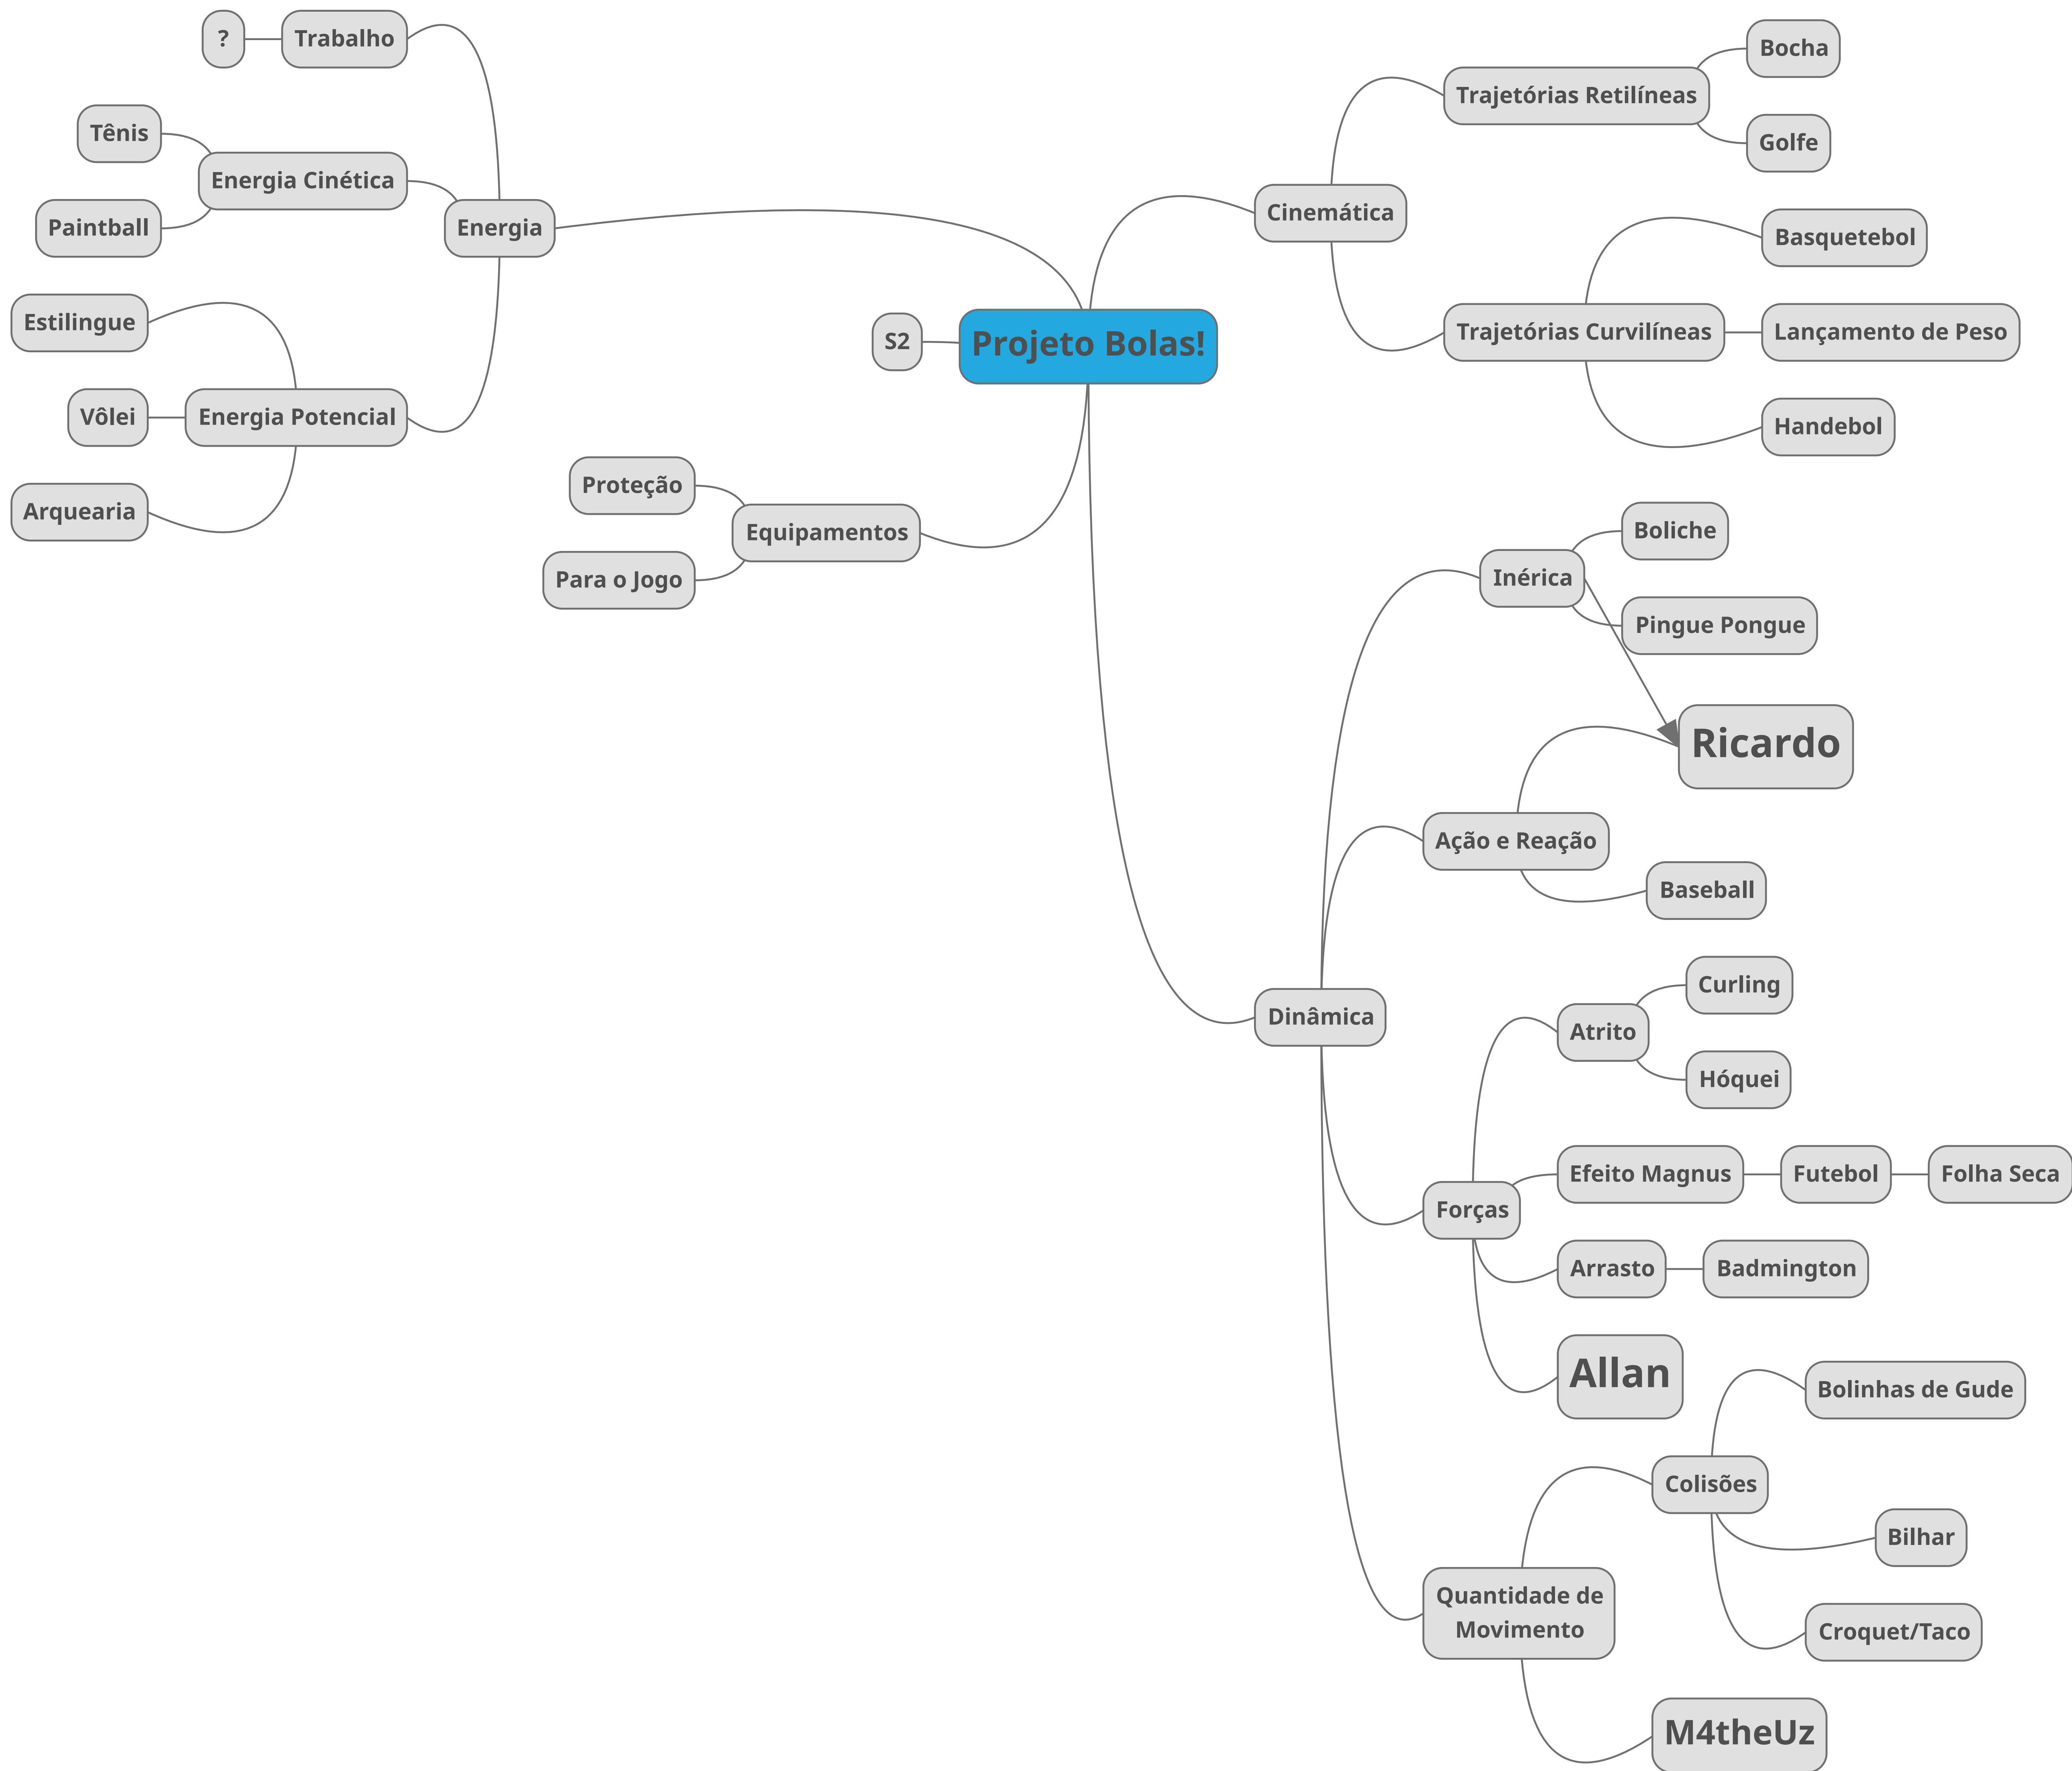 ?
Trabalho
Tênis
Energia Cinética
Paintball
Energia
Estilingue
Vôlei
Energia Potencial
Arquearia
S2
Projeto Bolas!
Proteção
Equipamentos
Para o Jogo
Cinemática
Trajetórias Retilíneas
Bocha
Golfe
Trajetórias Curvilíneas
Basquetebol
Lançamento de Peso
Handebol
Dinâmica
Inérica
Boliche
Pingue Pongue
Ricardo
Ação e Reação
Baseball
Forças
Atrito
Curling
Hóquei
Efeito Magnus
Futebol
Folha Seca
Arrasto
Badmington
Allan
Quantidade de
Movimento
Colisões
Bolinhas de Gude
Bilhar
Croquet/Taco
M4theUz